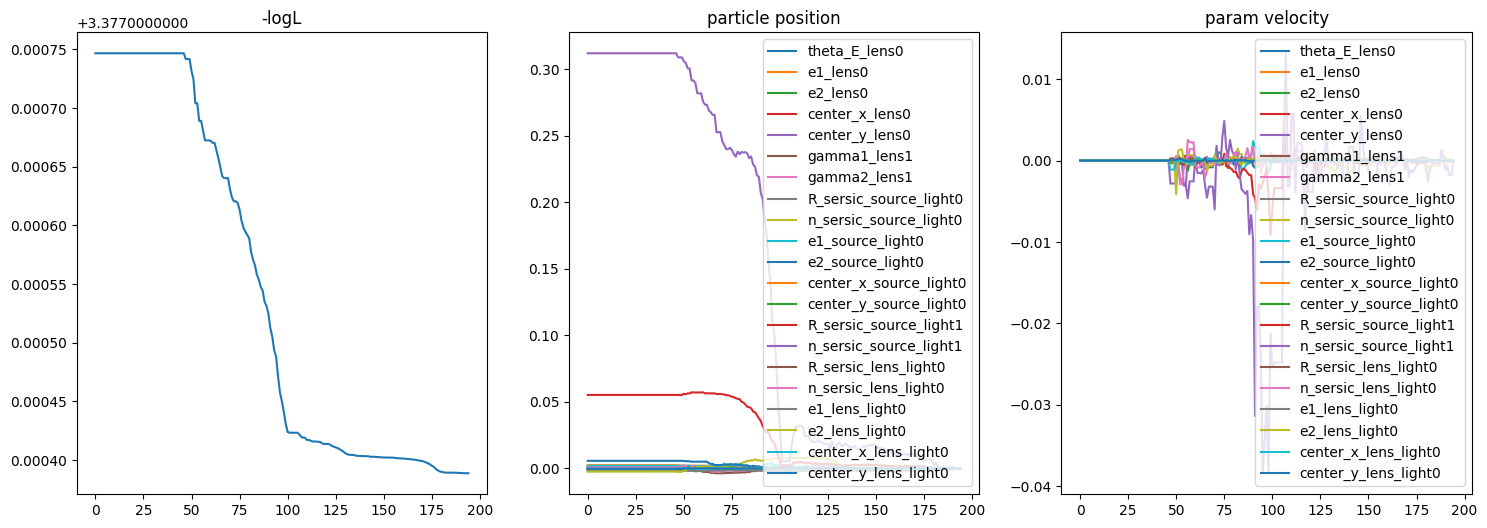 -logL
+3.3770000000
0.00075
0.00070
0.00065
0.00060
0.00055
0.00050
0.00045
0.00040
0 25 50 75 100 125 150 175 200
particle position
0.30
0.25
0.20
0.15
0.10
0.05
0.00
0 25 50 75 100 125 150 175 200
theta_E_lens0
e1_lens0
e2_lens0
center_x_lens0
center_y_lens0
gamma1_lens1
gamma2_lens1
R_sersic_source_light0
n_sersic_source_light0
e1_source_light0
e2_source_light0
center_x_source_light0
center_y_source_light0
R_sersic_source_light1
n_sersic_source_light1
R_sersic_lens_light0
n_sersic_lens_light0
e1_lens_light0
e2_lens_light0
center_x_lens_light0
center_y_lens_light0
param velocity
0.01
0.00
−0.01
−0.02
−0.03
−0.04
0 25 50 75 100 125 150 175 200
theta_E_lens0
e1_lens0
e2_lens0
center_x_lens0
center_y_lens0
gamma1_lens1
gamma2_lens1
R_sersic_source_light0
n_sersic_source_light0
e1_source_light0
e2_source_light0
center_x_source_light0
center_y_source_light0
R_sersic_source_light1
n_sersic_source_light1
R_sersic_lens_light0
n_sersic_lens_light0
e1_lens_light0
e2_lens_light0
center_x_lens_light0
center_y_lens_light0